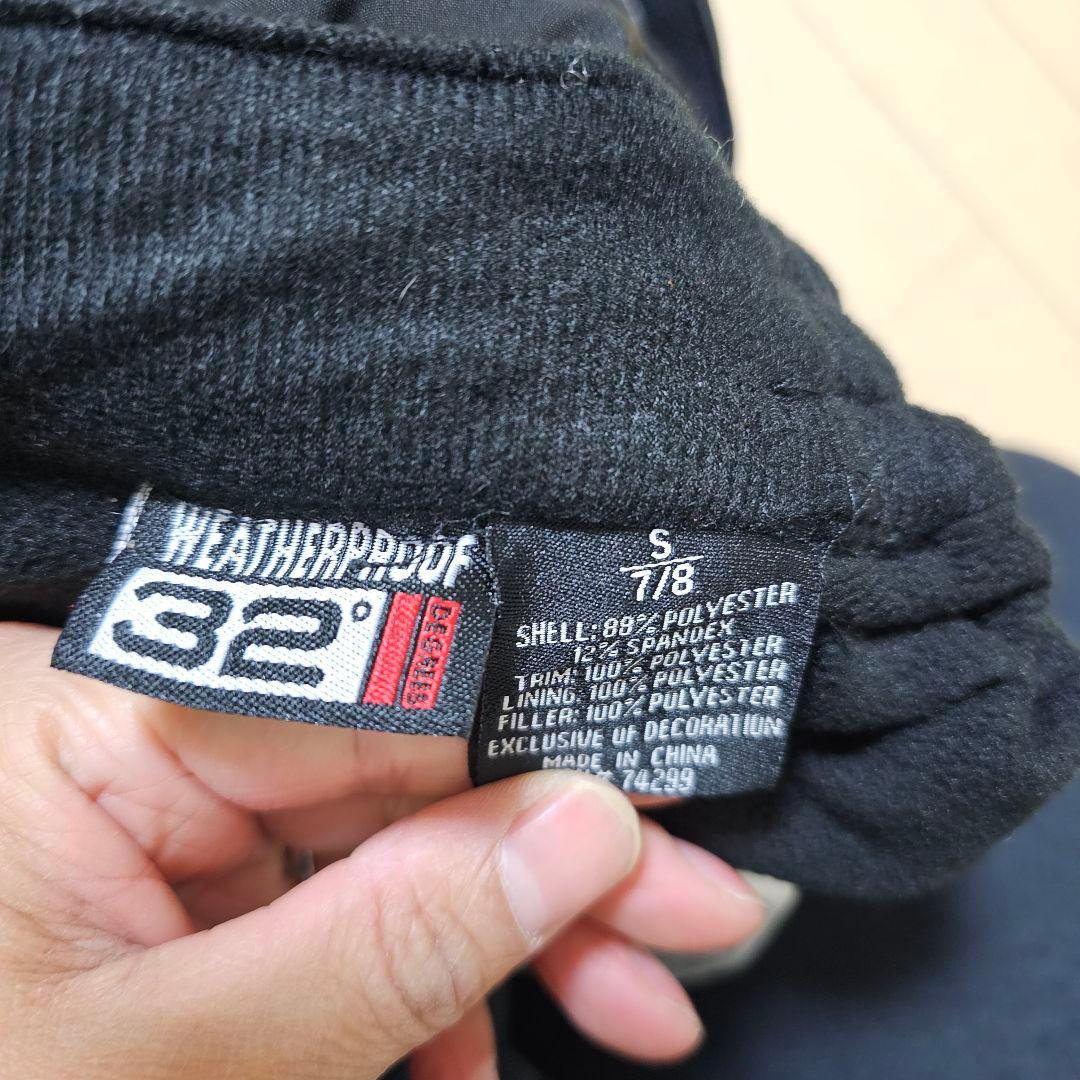 WEATHERPROOF
32°
DEGREES
S
7/8
SHELL: 88% POLYESTER
12% SPANDEX
TRIM: 100% POLYESTER
LINING: 100% POLYESTER
FILLER: 100% POLYESTER
EXCLUSIVE OF DECORATION
MADE IN CHINA
74299